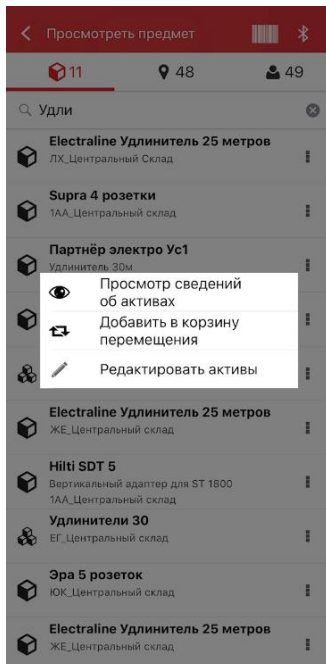 Просмотреть предмет
11
48
49
Удли
Electraline Удлинитель 25 метров
ЛХ_Центральный Склад
Supra 4 розетки
1АА_Центральный склад
Партнёр электро Ус1
Удлинитель 30м
Просмотр сведений
об активах
Добавить в корзину
перемещения
Редактировать активы
Electraline Удлинитель 25 метров
ЖЕ_Центральный склад
Hilti SDT 5
Вертикальный адаптер для ST 1800
1АА_Центральный склад
Удлинители 30
ЕГ_Центральный склад
Эра 5 розеток
ЮК_Центральный склад
Electraline Удлинитель 25 метров
ЖЕ_Центральный склад